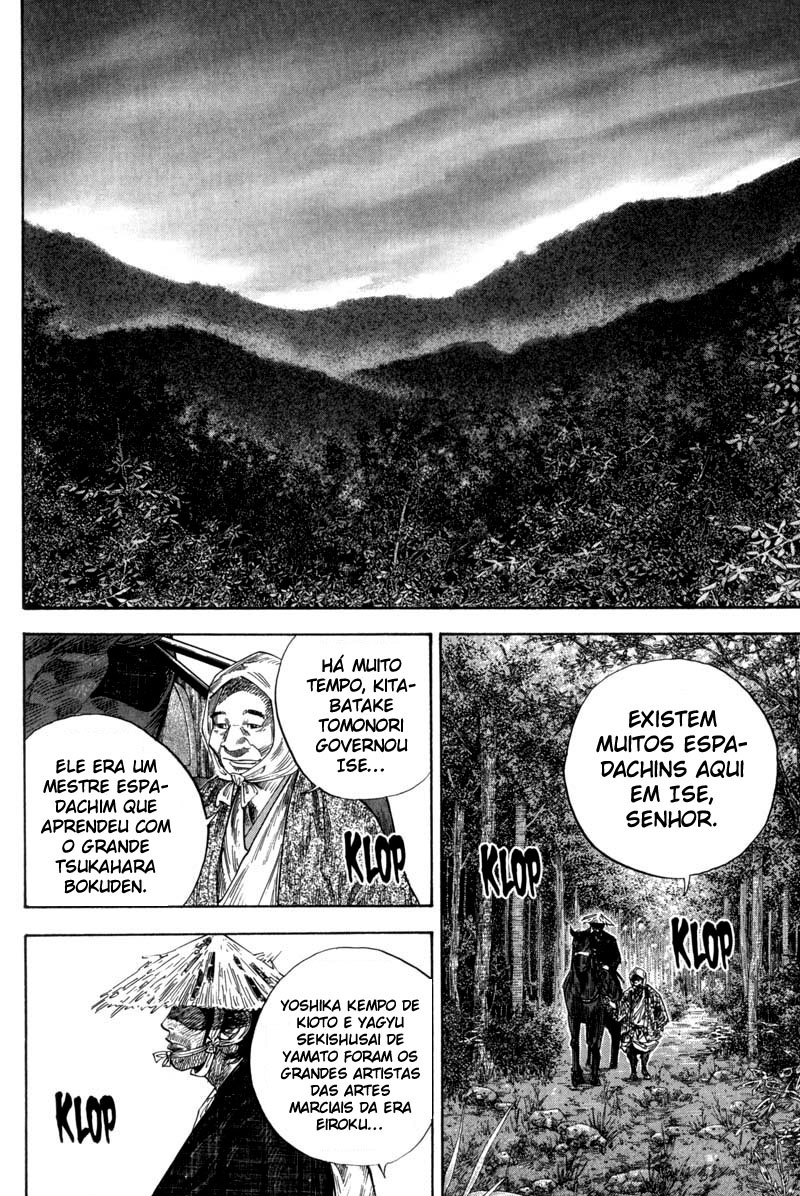 EXISTEM
MUITOS ESPA-
DACHINS AQUI
EM ISE,
SENHOR.
KLOP
KLOP
HÁ MUITO
TEMPO, KITA-
BATAKE
TOMONORI
GOVERNOU
ISE...
ELE ERA UM
MESTRE ESPA-
DACHIM QUE
APRENDEU COM
O GRANDE
TSUKAHARA
BOKUDEN.
KLOP
YOSHIKA KEMPO DE
KIOTO E YAGYU
SEKISHUSAI DE
YAMATO FORAM OS
GRANDES ARTISTAS
DAS ARTES
MARCIAIS DA ERA
EIROKU...
KLOP